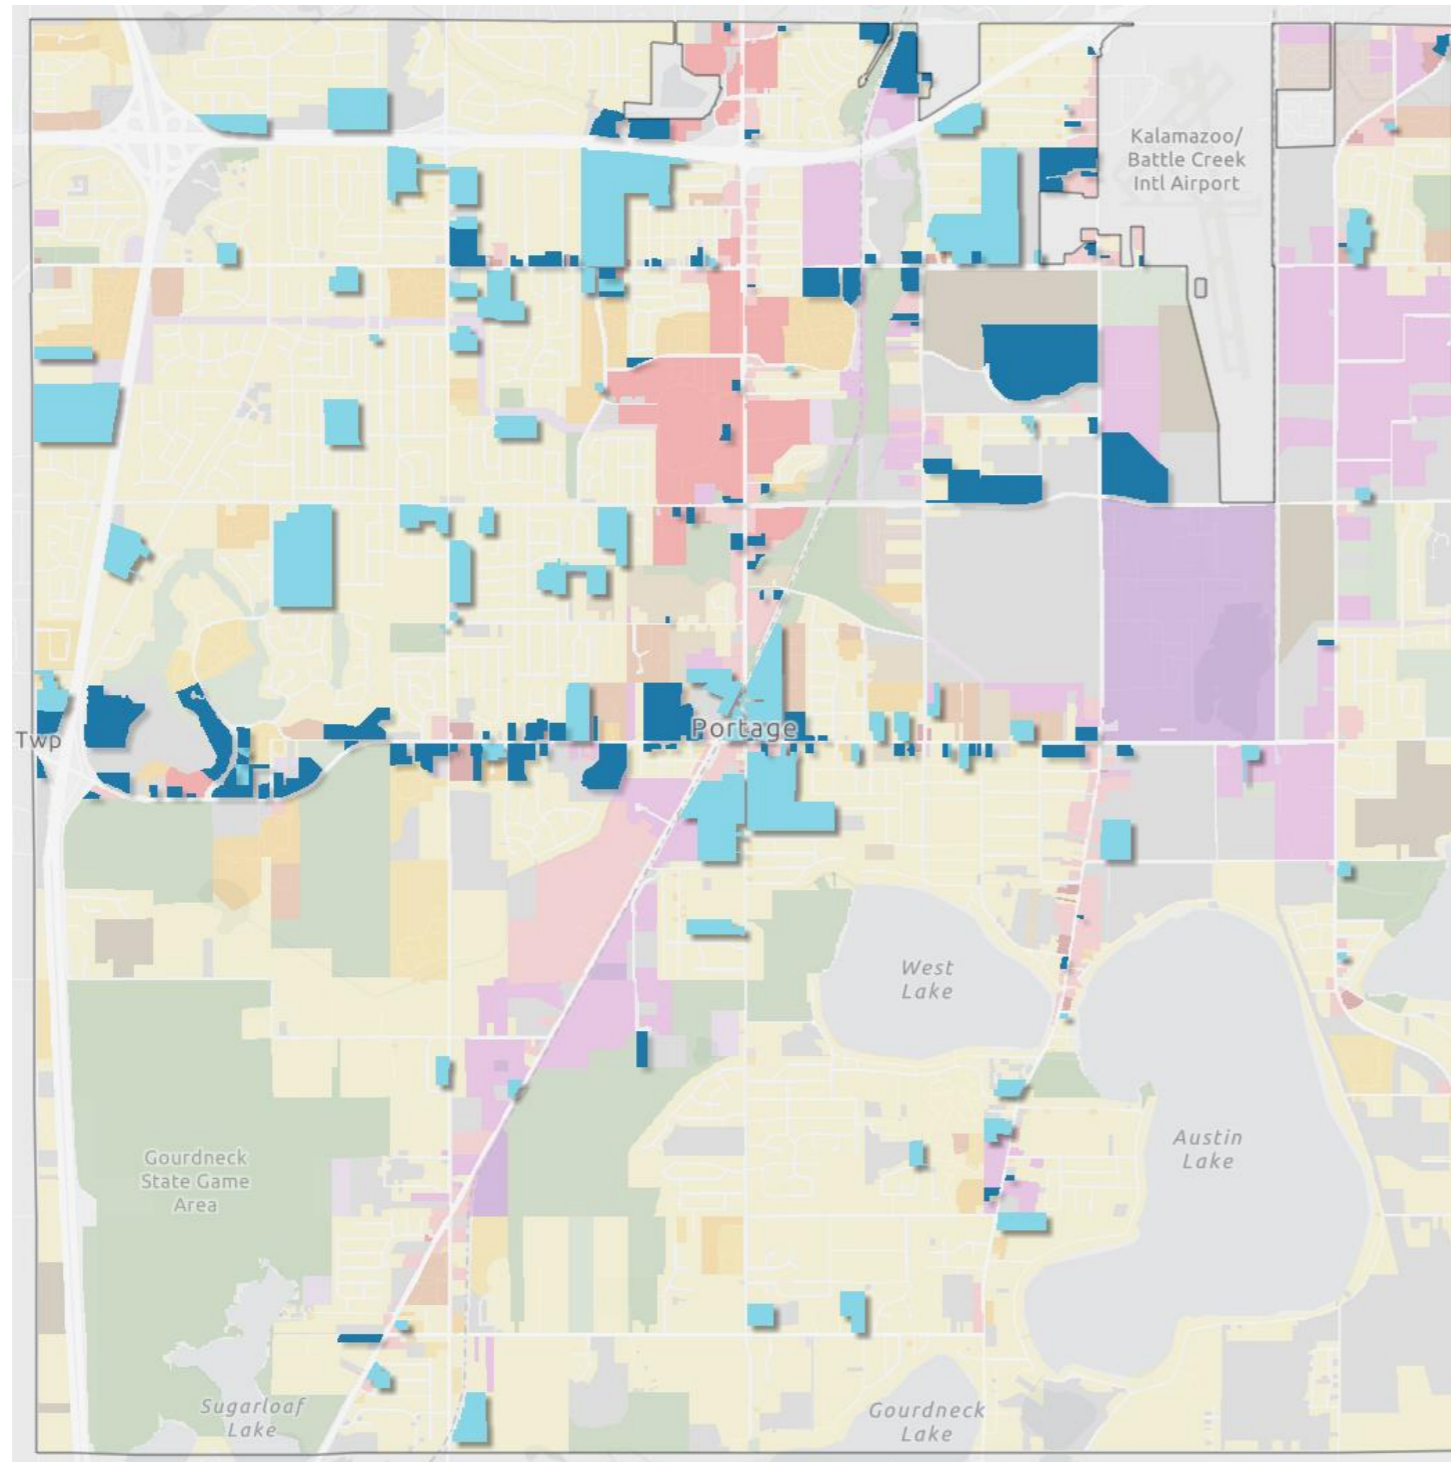 Kalamazoo/
Battle Creek
Intl Airport
Twp
Portage
West
Lake
Austin
Lake
Gourdneck
State Game
Area
Sugarloaf
Lake
Gourdneck
Lake